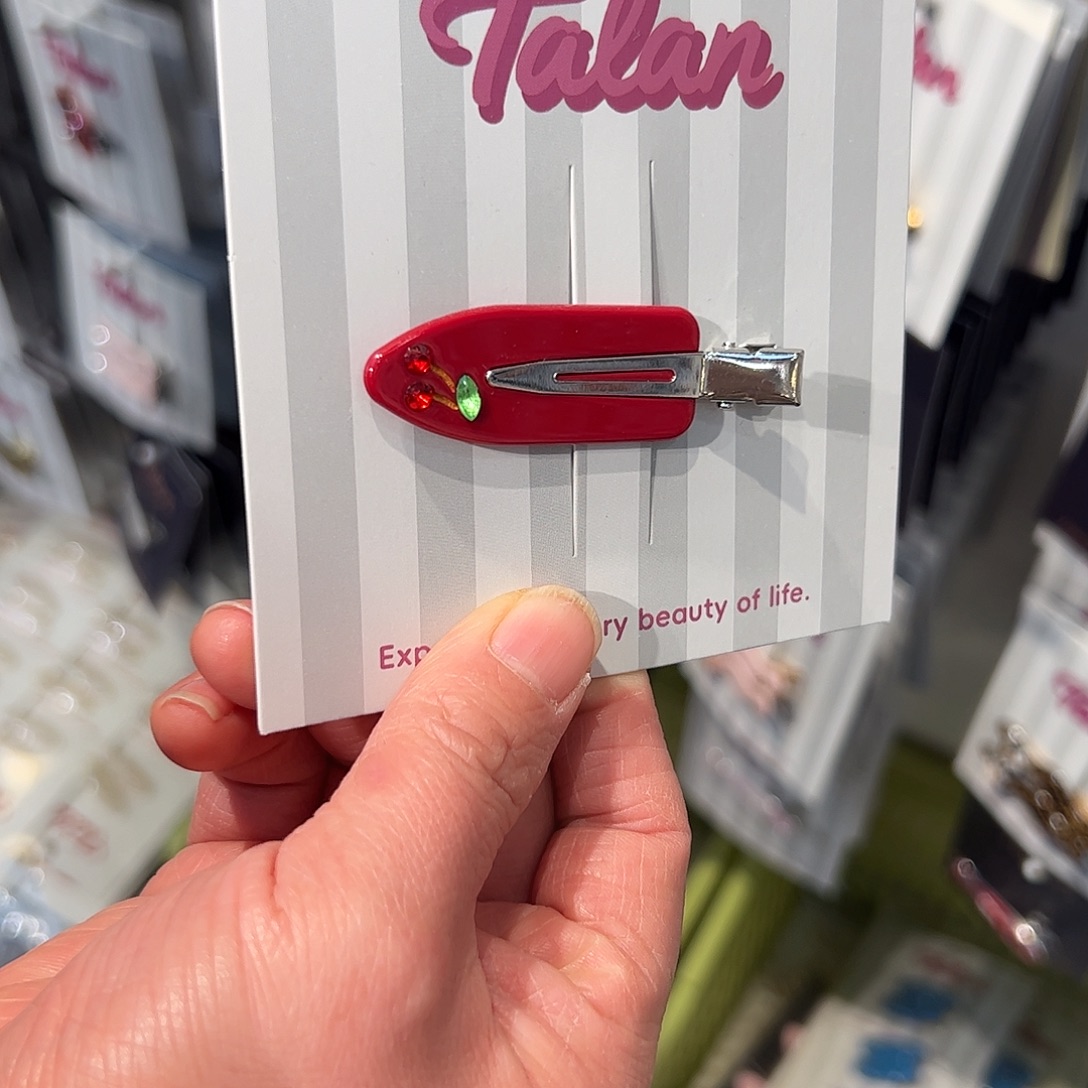 Talan
Exp ry beauty of life.